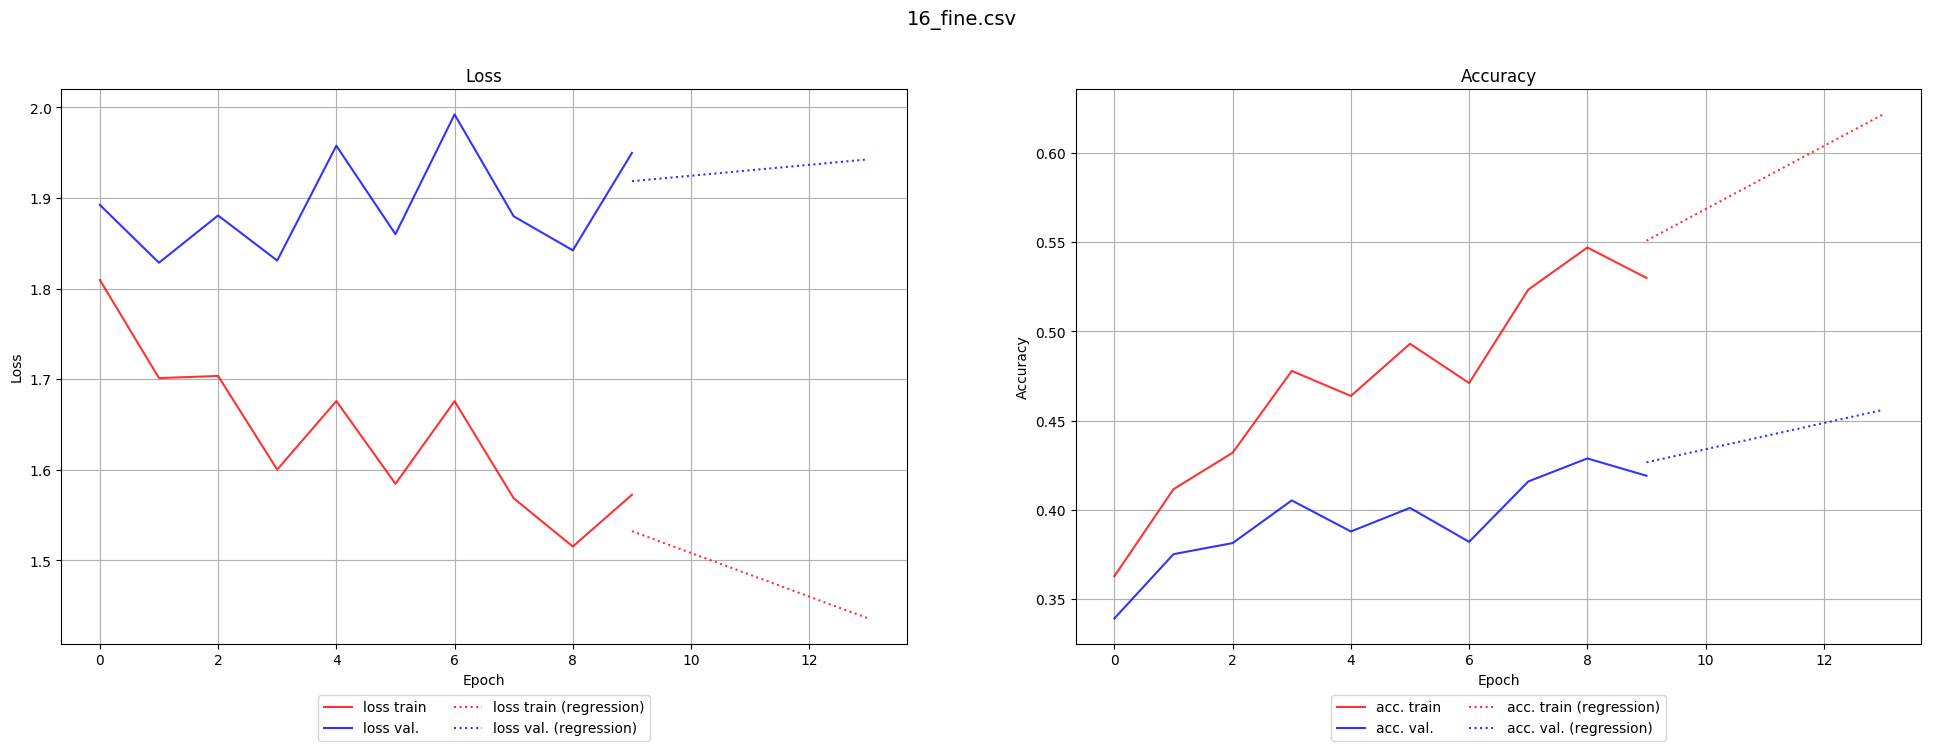 16_fine.csv
Loss
2.0
1.9
1.8
1.7
1.6
1.5
Loss
0 2 4 6 8 10 12
Epoch
loss train loss train (regression)
loss val. loss val. (regression)
Accuracy
0.60
0.55
0.50
0.45
0.40
0.35
Accuracy
0 2 4 6 8 10 12
Epoch
acc. train acc. train (regression)
acc. val. acc. val. (regression)